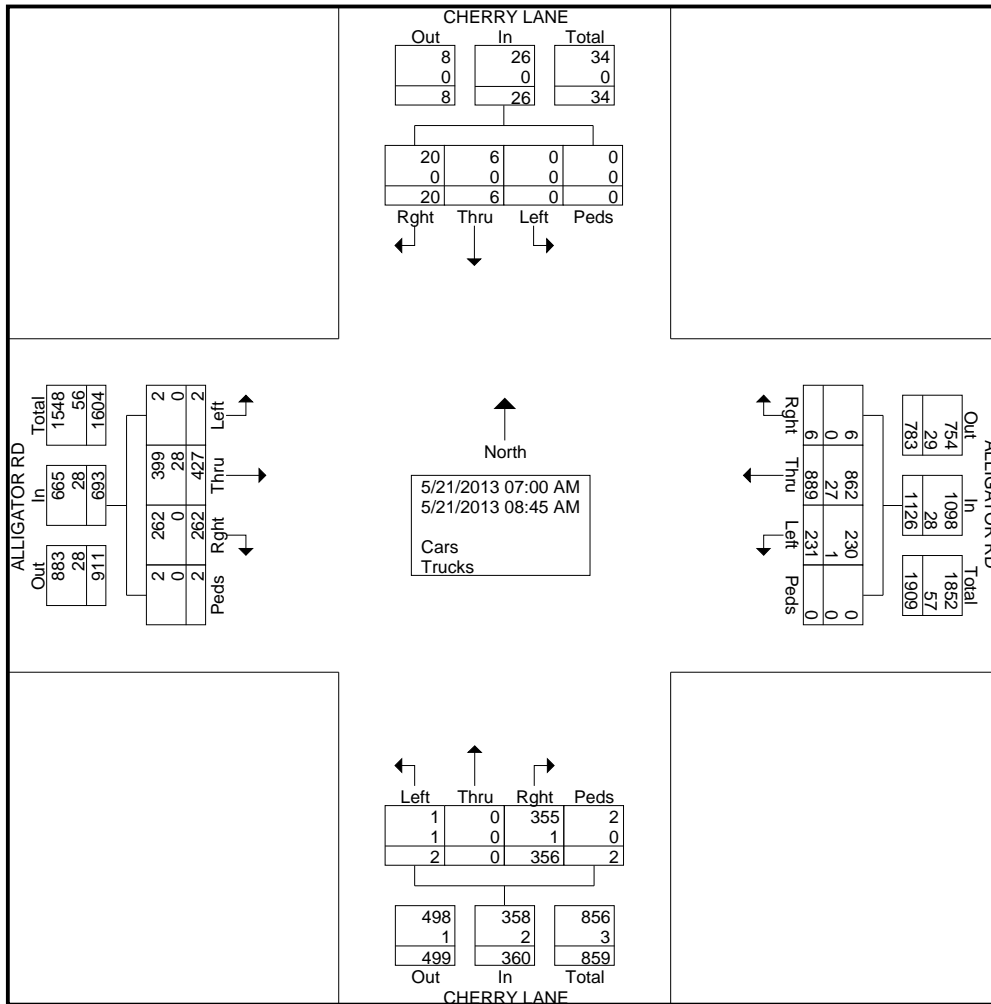 CHERRY LANE
Out In Total
8 26 34
0 0 0
8 26 34
20 6 0 0
0 0 0 0
20 6 0 0
Rght Thru Left Peds
ALLIGATOR RD
Total In Out
1548 665 883
56 28 28
1604 693 911
2 399 262 2
0 28 0 0
2 427 262 2
Left Thru Rght Peds
North
5/21/2013 07:00 AM
5/21/2013 08:45 AM
Cars
Trucks
Rght Thru Left Peds
6 862 230 0
0 27 1 0
6 889 231 0
Out In Total
754 1098 1852
29 28 57
783 1126 1909
ALLIGATOR RD
Left Thru Rght Peds
1 0 355 2
1 0 1 0
2 0 356 2
498 358 856
1 2 3
499 360 859
Out In Total
CHERRY LANE